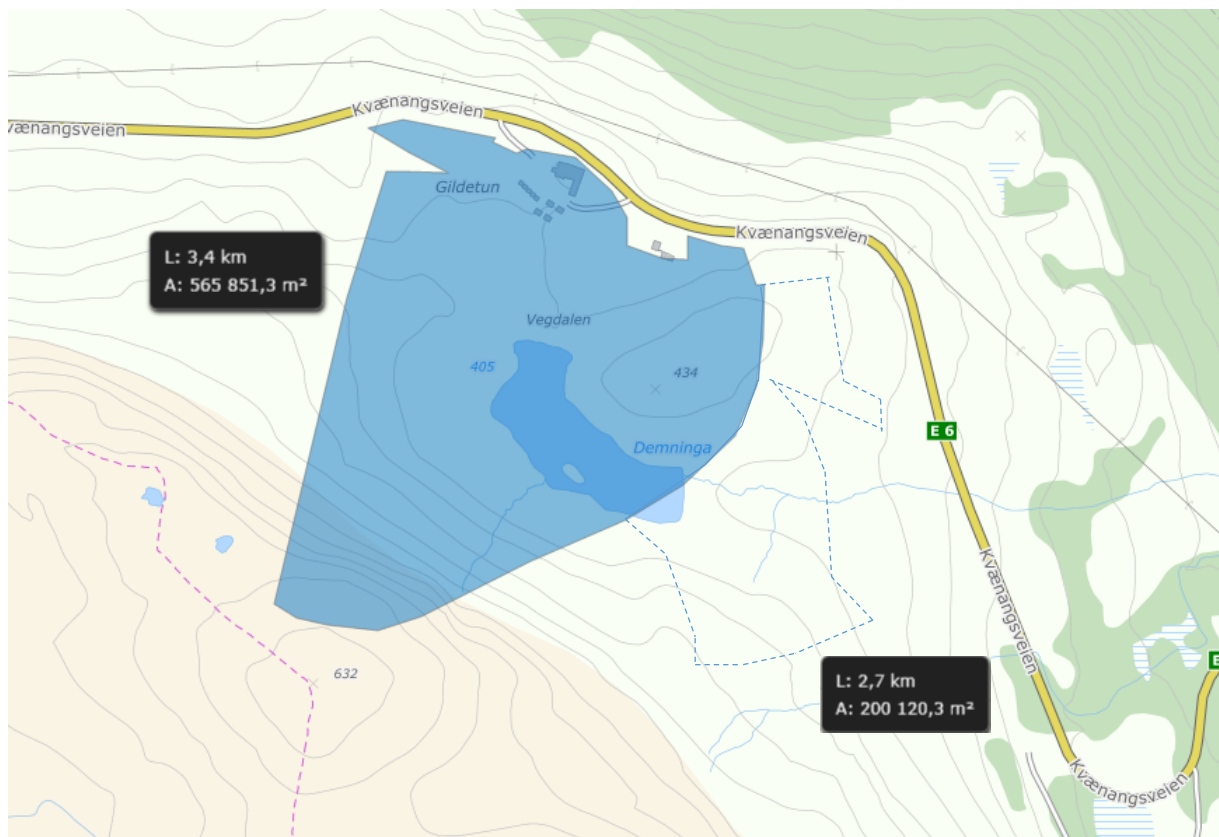 Kvænangsveien
vænangsveien
Gildetun
Kvænangsveien
L: 3,4 km
A: 565 851,3 m²
Vegdalen
405
434
E 6
Demninga
Kvænangsveien
632
E
L: 2,7 km
A: 200 120,3 m²
Kvænangsveien